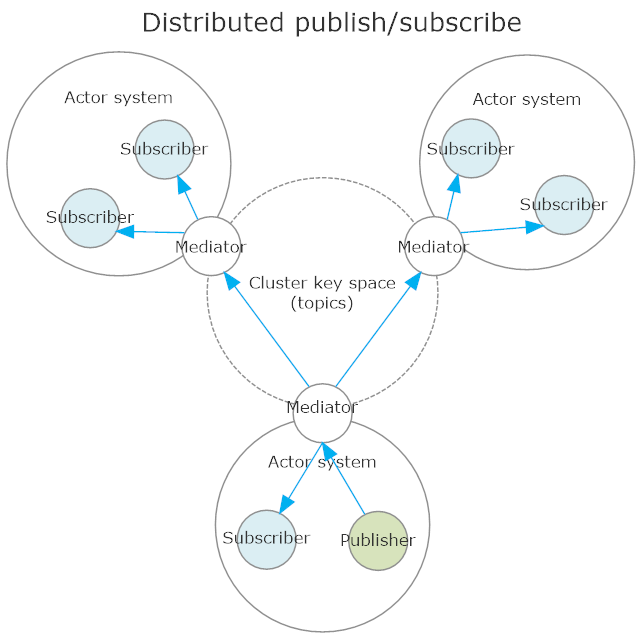 Distributed publish/subscribe
Actor system
Subscriber
Subscriber
Mediator
Actor system
Subscriber
Subscriber
Mediator
Cluster key space
(topics)
Mediator
Actor system
Subscriber
Publisher